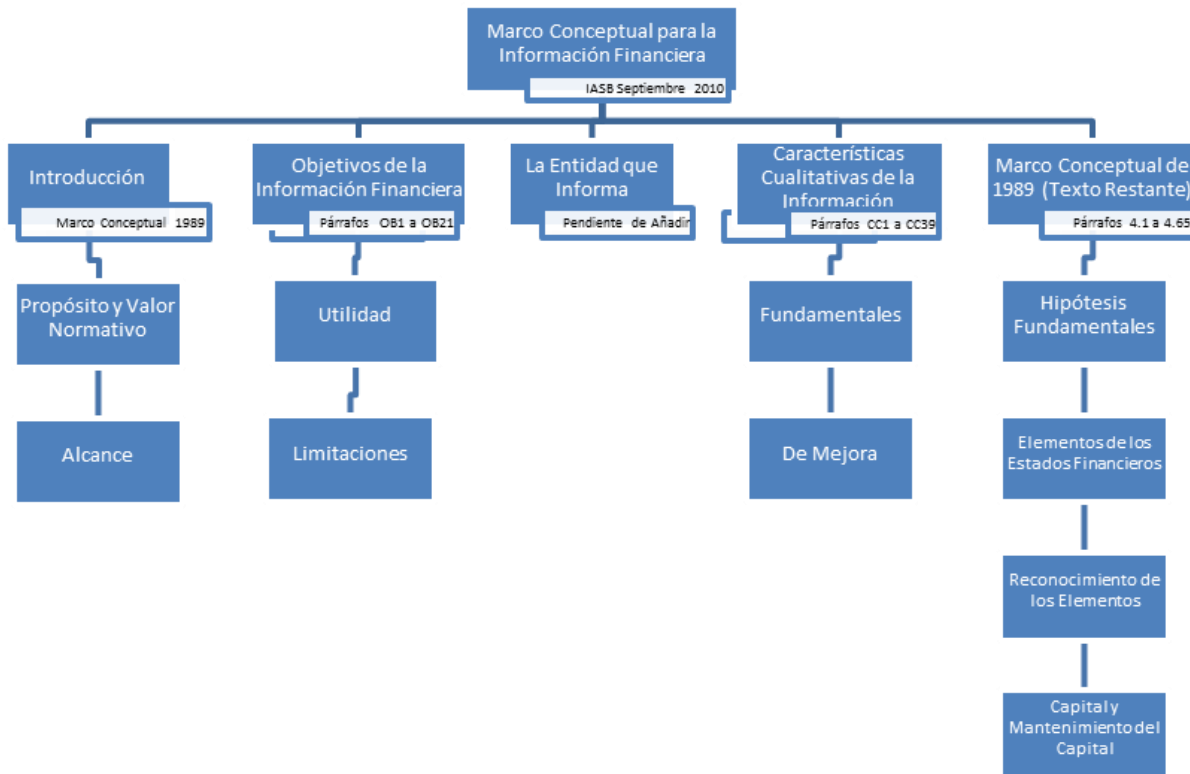 Marco Conceptual para la
Información Financiera
IASB Septiembre 2010
Introducción
Marco Conceptual 1989
Objetivos de la
Información Financiera
Párrafos OB1 a OB21
La Entidad que
Informa
Pendiente de Añadir
Características
Cualitativas de la
Información
Párrafos CC1 a CC39
Marco Conceptual de
1989 (Texto Restante)
Párrafos 4.1 a 4.65
Propósito y Valor
Normativo
Utilidad
Fundamentales
Hipótesis
Fundamentales
Alcance
Limitaciones
De Mejora
Elementos de los
Estados Financieros
Reconocimiento de
los Elementos
Capital y
Mantenimiento del
Capital